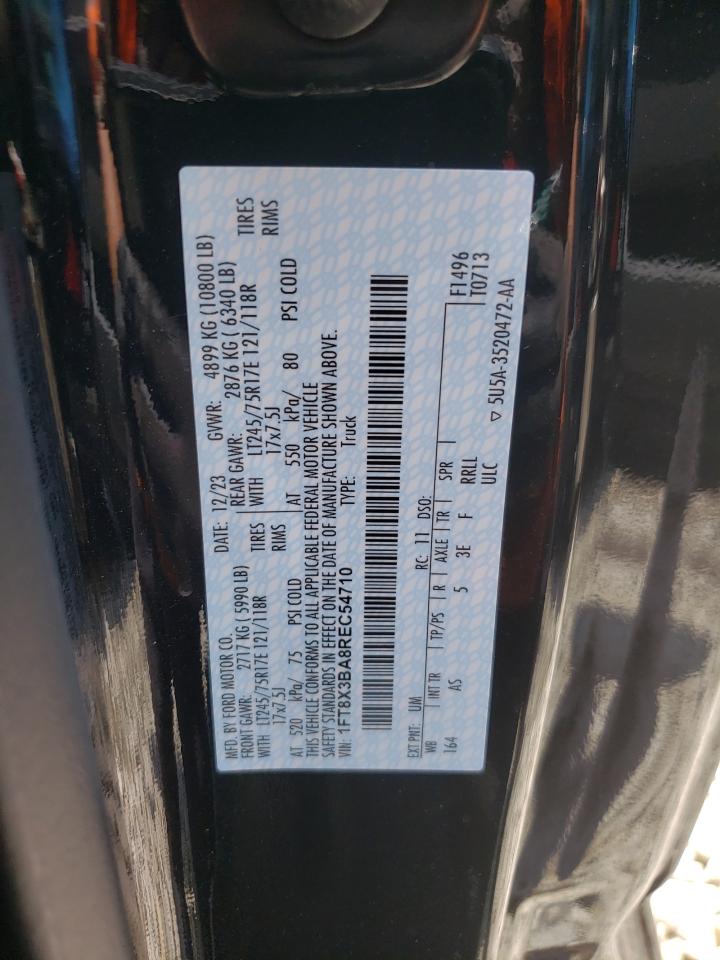 MFD. BY FORD MOTOR CO.
DATE: 12/23 GVWR: 4899 KG (10800 LB)
FRONT GAWR: 2717 KG ( 5990 LB) REAR GAWR: 2876 KG ( 6340 LB)
WITH LT245/75R17E 121/118R TIRES WITH LT245/75R17E 121/118R TIRES
17x7.5J RIMS 17x7.5J RIMS
AT 520 kPa/ 75 PSI COLD AT 550 kPa/ 80 PSI COLD
THIS VEHICLE CONFORMS TO ALL APPLICABLE FEDERAL MOTOR VEHICLE
SAFETY STANDARDS IN EFFECT ON THE DATE OF MANUFACTURE SHOWN ABOVE.
VIN: 1FT8X3BA8REC54710 TYPE: Truck
F1496
T0713
EXT PNT: UM RC: 11 DSO:
WB INT TR TP/PS R AXLE TR SPR
164 AS 5 3E F RRLL
ULC
▽ 5U5A-3520472-AA